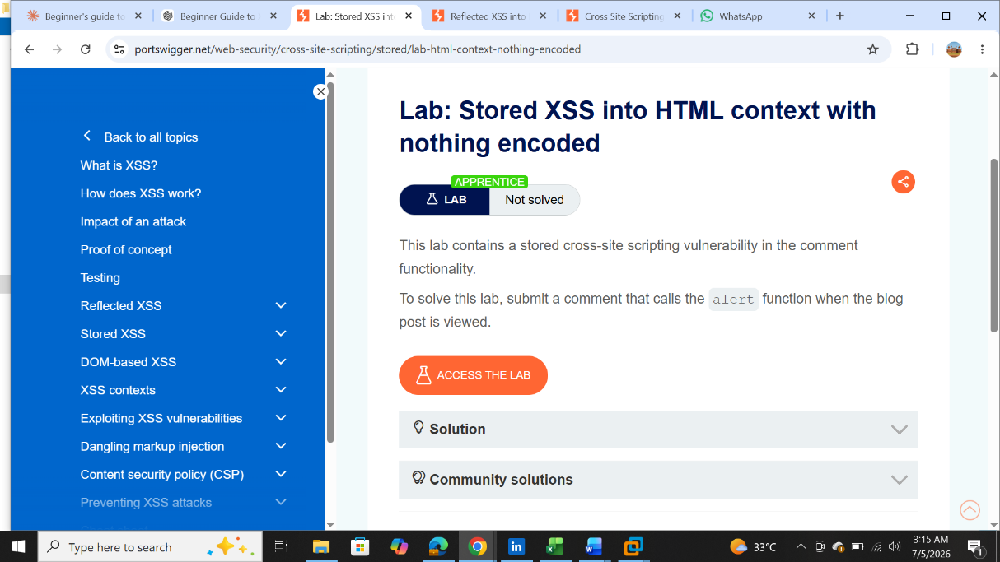 Beginner's guide to
Beginner Guide to
Lab: Stored XSS int
Reflected XSS into
Cross Site Scripting
WhatsApp
portswigger.net/web-security/cross-site-scripting/stored/lab-html-context-nothing-encoded
Back to all topics
What is XSS?
How does XSS work?
Impact of an attack
Proof of concept
Testing
Reflected XSS
Stored XSS
DOM-based XSS
XSS contexts
Exploiting XSS vulnerabilities
Dangling markup injection
Content security policy (CSP)
Preventing XSS attacks
Lab: Stored XSS into HTML context with
nothing encoded
APPRENTICE
LAB
Not solved
This lab contains a stored cross-site scripting vulnerability in the comment
functionality.
To solve this lab, submit a comment that calls the alert function when the blog
post is viewed.
ACCESS THE LAB
Solution
Community solutions
Type here to search
33°C
3:15 AM
7/5/2026
1